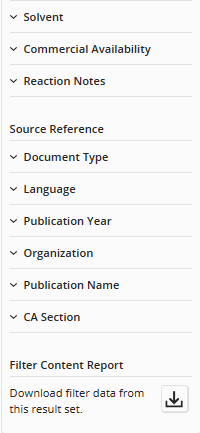 Solvent
Commercial Availability
Reaction Notes
Source Reference
Document Type
Language
Publication Year
Organization
Publication Name
CA Section
Filter Content Report
Download filter data from
this result set.